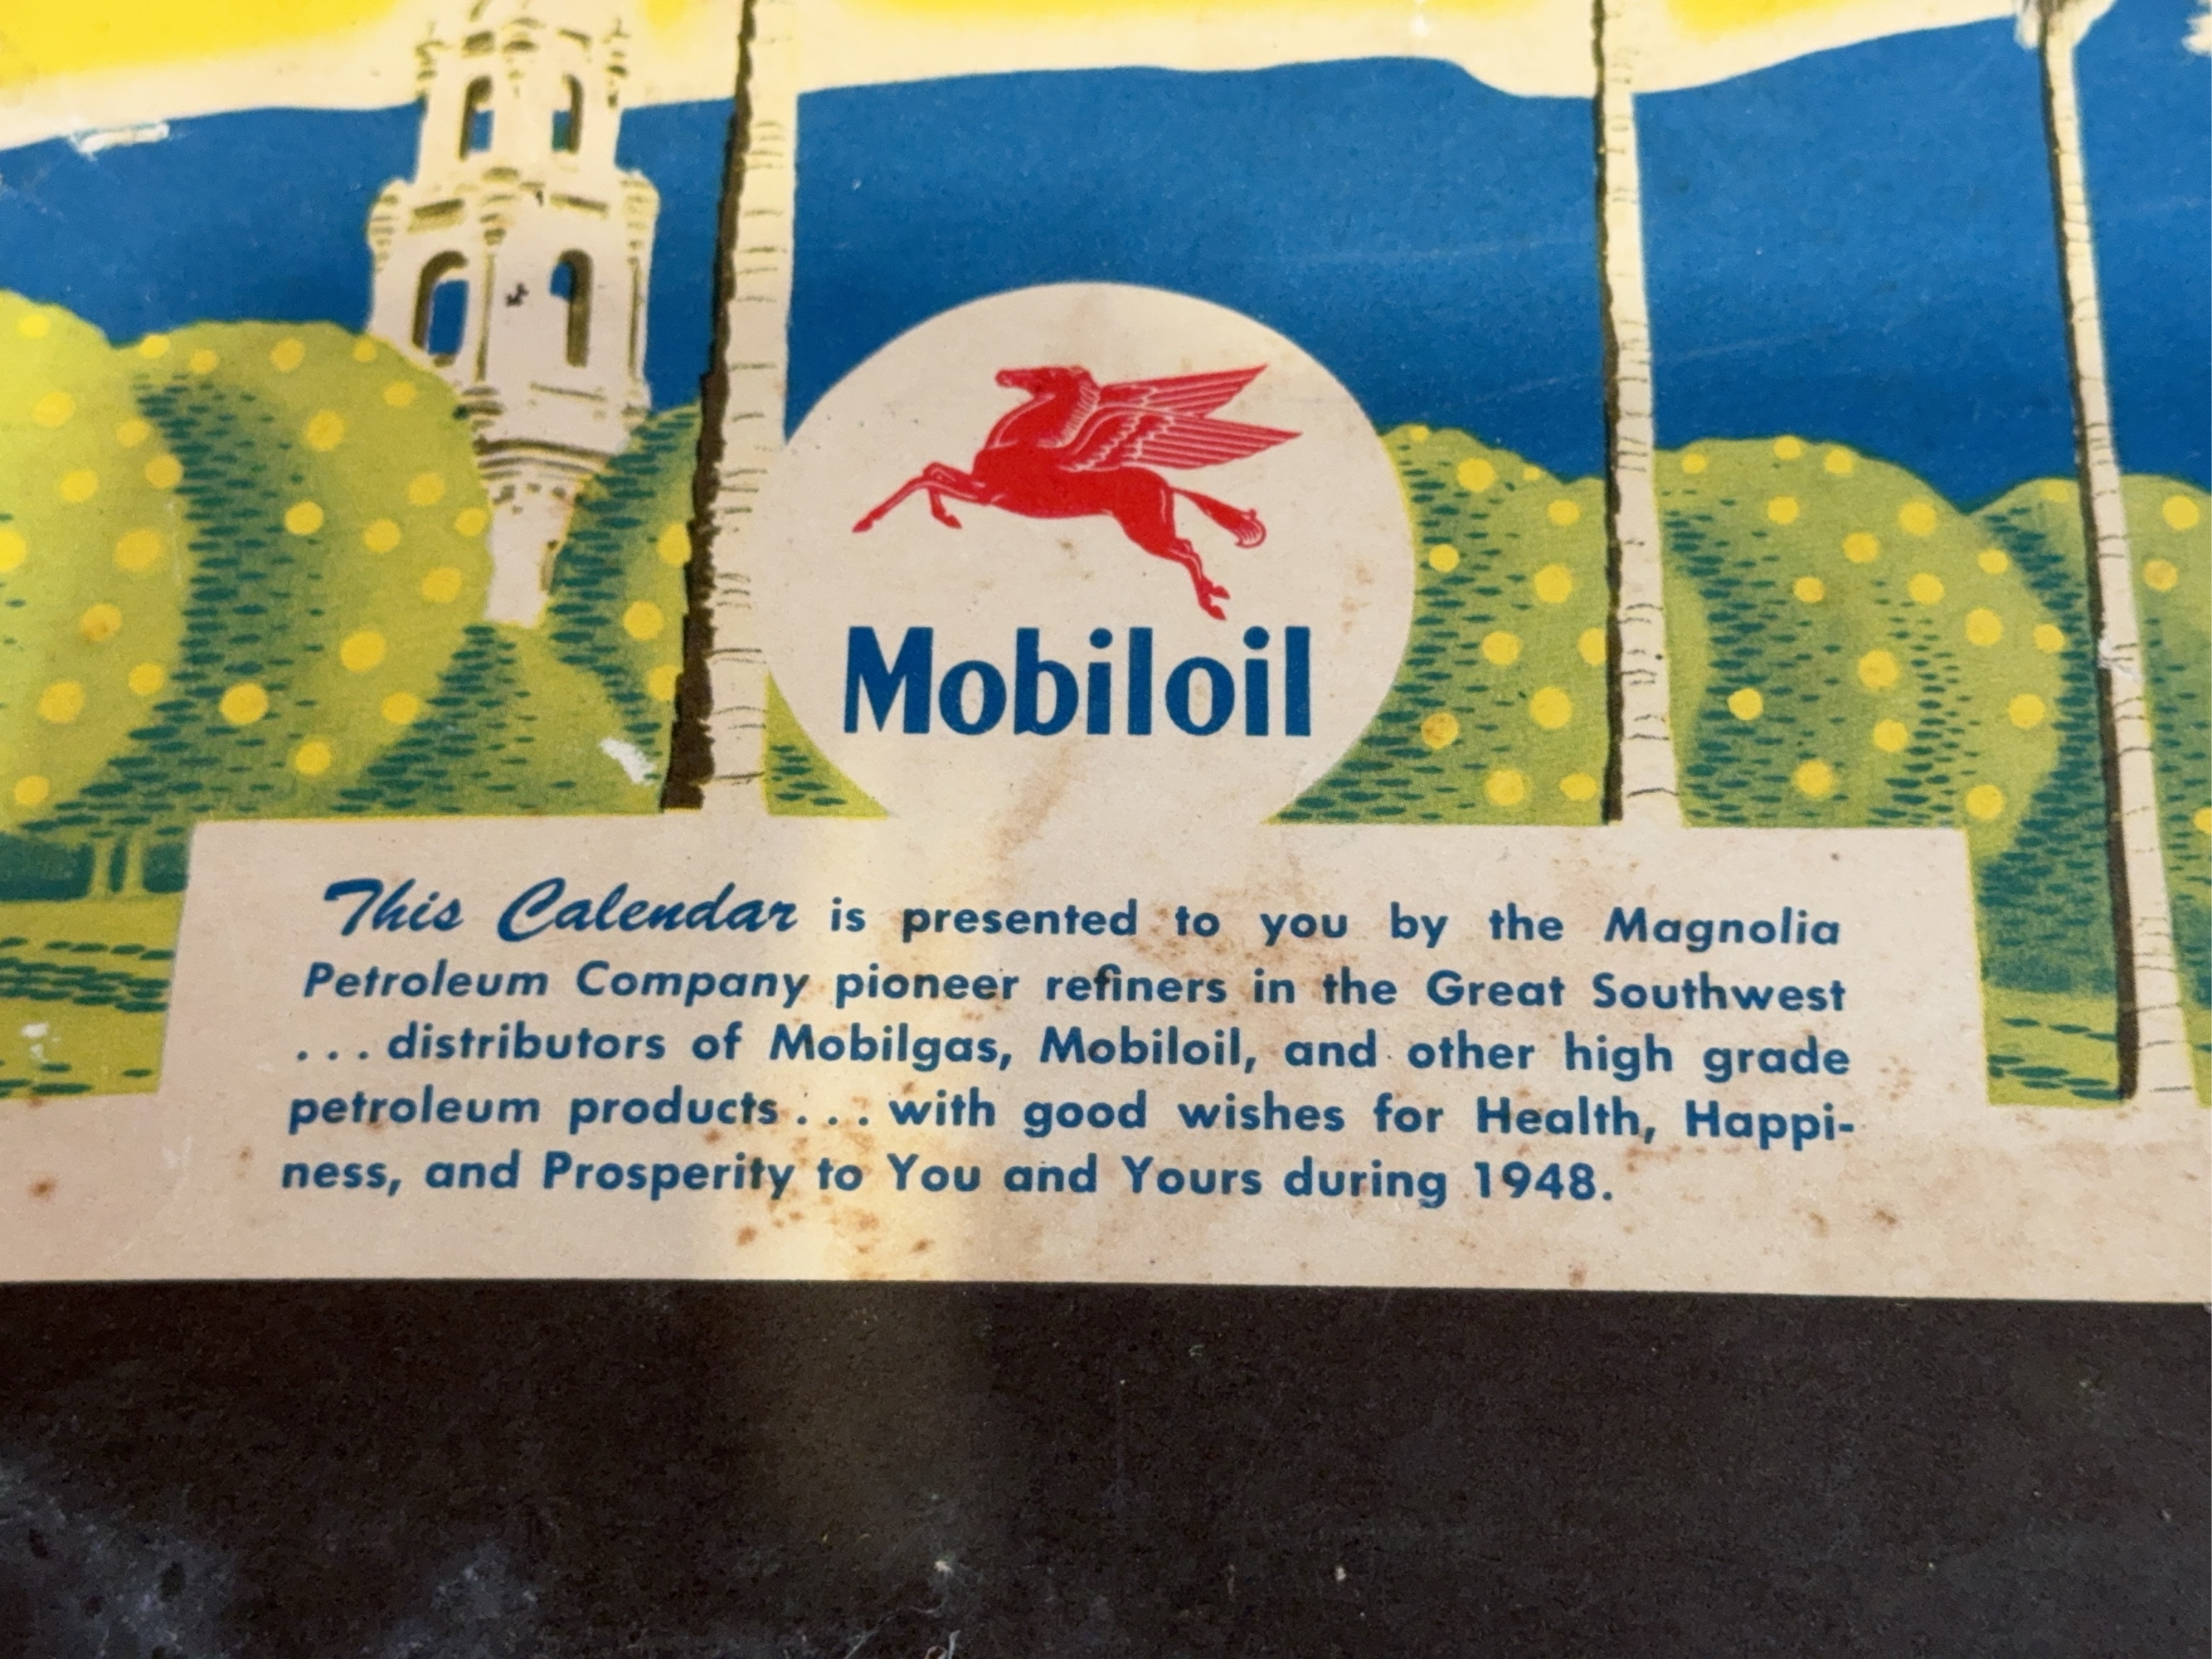 Mobiloil
This Calendar is presented to you by the Magnolia
Petroleum Company pioneer refiners in the Great Southwest
. . . distributors of Mobilgas, Mobiloil, and other high grade
petroleum products . . . with good wishes for Health, Happi-
ness, and Prosperity to You and Yours during 1948.